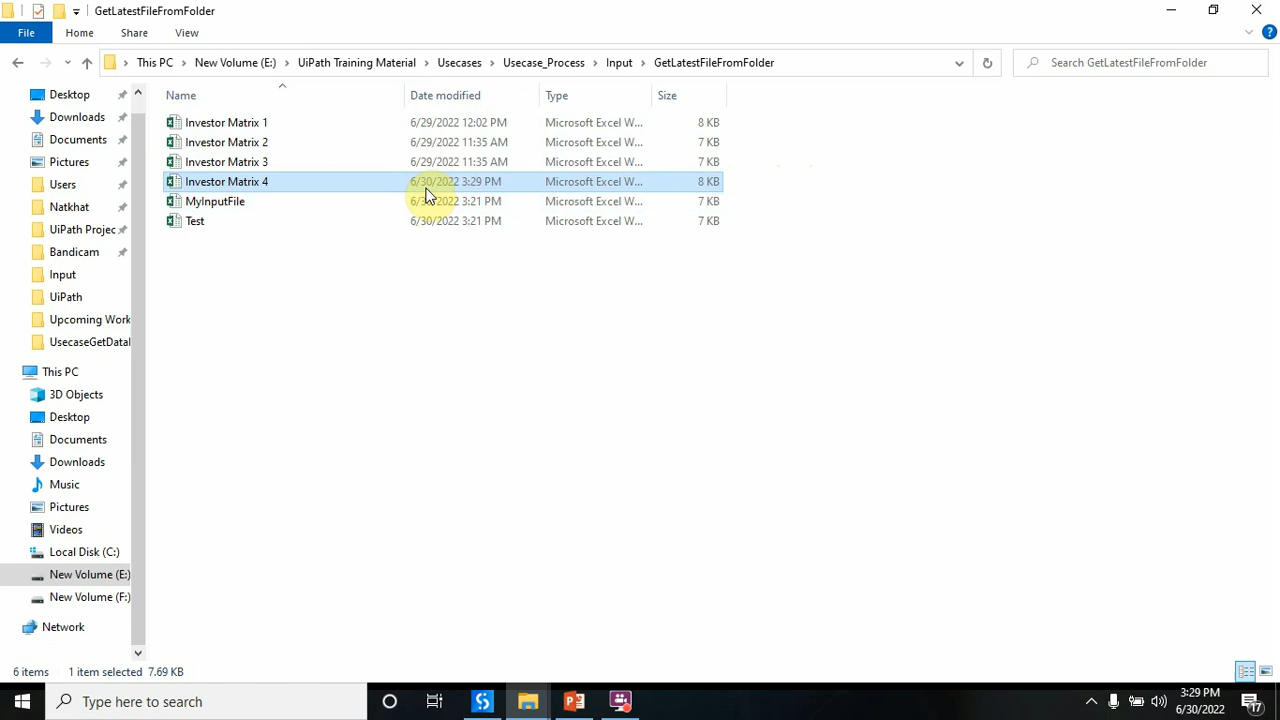 GetLatestFileFromFolder
File Home Share View
This PC New Volume (E:) UiPath Training Material Usecases Usecase_Process Input GetLatestFileFromFolder Search GetLatestFileFromFolder
Name Date modified Type Size
Investor Matrix 1 6/29/2022 12:02 PM Microsoft Excel W... 8 KB
Investor Matrix 2 6/29/2022 11:35 AM Microsoft Excel W... 7 KB
Investor Matrix 3 6/29/2022 11:35 AM Microsoft Excel W... 7 KB
Investor Matrix 4 6/30/2022 3:29 PM Microsoft Excel W... 8 KB
MyInputFile 6/30/2022 3:21 PM Microsoft Excel W... 7 KB
Test 6/30/2022 3:21 PM Microsoft Excel W... 7 KB
Desktop
Downloads
Documents
Pictures
Users
Natkhat
UiPath Projec
Bandicam
Input
UiPath
Upcoming Work
UsecaseGetDatal
This PC
3D Objects
Desktop
Documents
Downloads
Music
Pictures
Videos
Local Disk (C:)
New Volume (E:)
New Volume (F:)
Network
6 items 1 item selected 7.69 KB
Type here to search
3:29 PM
6/30/2022
17